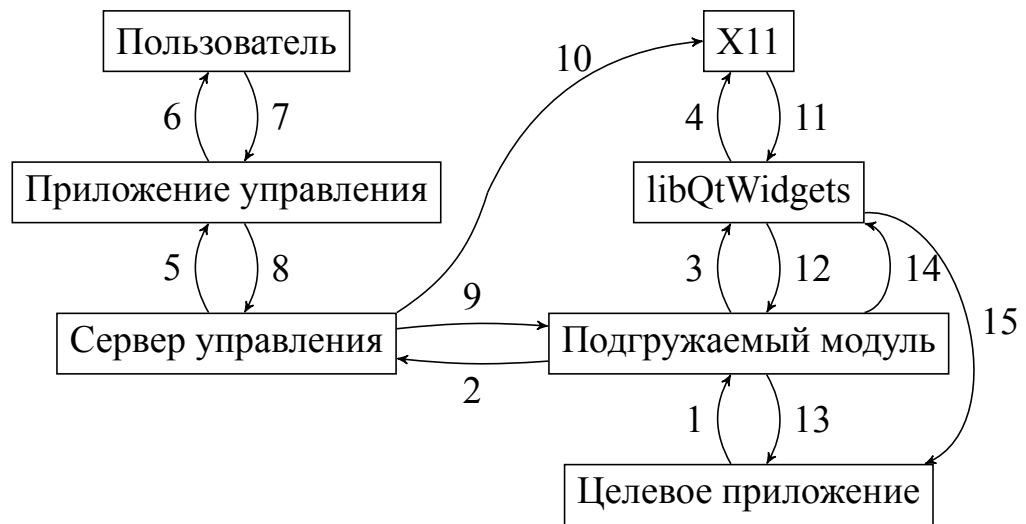 Пользователь
10
X11
6
7
4
11
Приложение управления
libQtWidgets
5
8
3
12
14
9
15
Сервер управления
Подгружаемый модуль
2
1
13
Целевое приложение